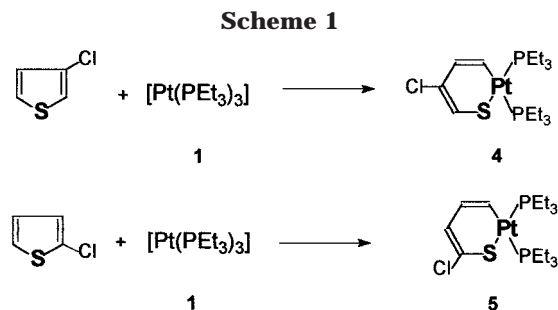 Scheme 1
Cl
S
+ [Pt(PEt3)3]
1
Cl
S
Pt
PEt3
PEt3
4
S
Cl
+ [Pt(PEt3)3]
1
Cl
S
Pt
PEt3
PEt3
5